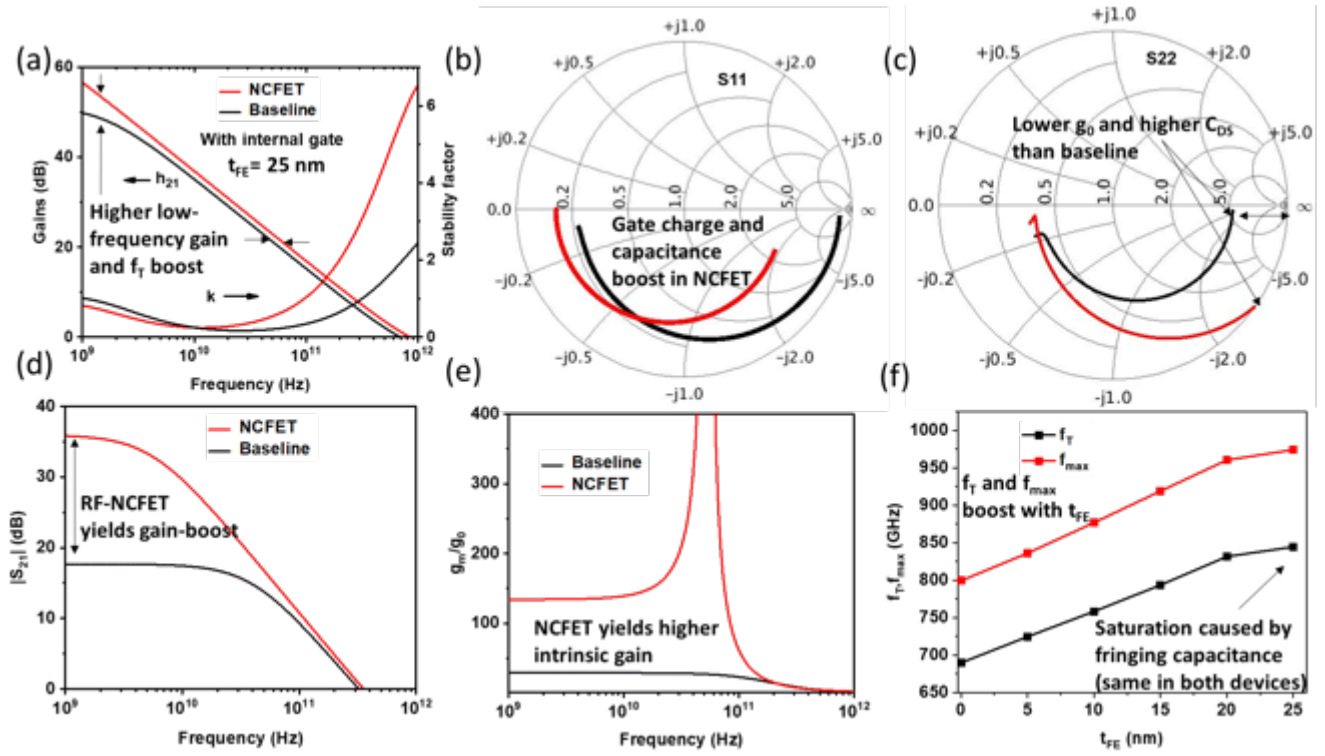 (a)
60
40
20
0
Gains (dB)
NCFET
Baseline
With internal gate
t_FE= 25 nm
h_21
Higher low-
frequency gain
and f_T boost
k
6
4
2
0
Stability factor
10^9
10^10
10^11
10^12
Frequency (Hz)
(b)
S11
+j1.0
+j0.5
+j2.0
+j0.2
+j5.0
0.0
0.2
0.5
1.0
2.0
5.0
∞
Gate charge and
capacitance
boost in NCFET
−j0.2
−j5.0
−j0.5
−j2.0
−j1.0
(c)
S22
+j1.0
+j0.5
+j2.0
Lower g_0 and higher C_DS
than baseline
+j0.2
+j5.0
0.0
0.2
0.5
1.0
2.0
5.0
∞
−j0.2
−j5.0
−j0.5
−j2.0
−j1.0
(d)
40
30
20
10
0
|S_21| (dB)
NCFET
Baseline
RF-NCFET
yields gain-boost
10^9
10^10
10^11
10^12
Frequency (Hz)
(e)
400
300
200
100
g_m/g_0
Baseline
NCFET
NCFET yields higher
intrinsic gain
10^9
10^10
10^11
10^12
Frequency (Hz)
(f)
1000
950
900
850
800
750
700
650
f_T,f_max (GHz)
f_T
f_max
f_T and f_max
boost with t_FE
Saturation caused by
fringing capacitance
(same in both devices)
0
5
10
15
20
25
t_FE (nm)